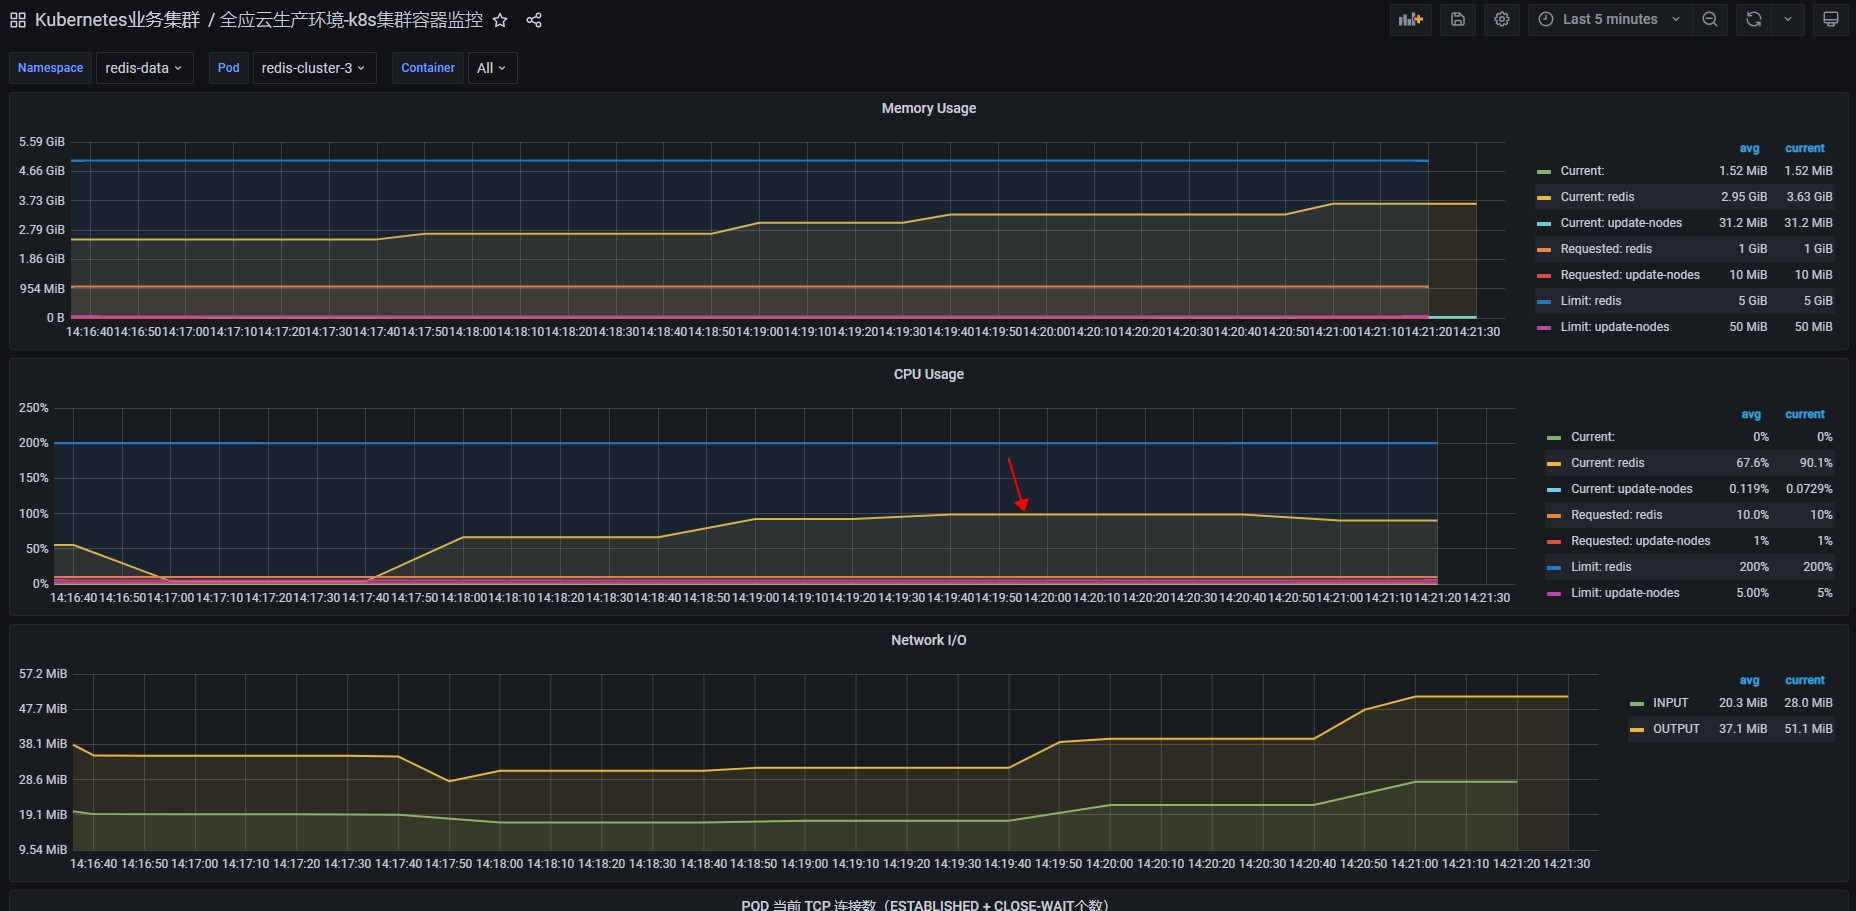 Kubernetes业务集群 / 全应云生产环境-k8s集群容器监控
Last 5 minutes
Namespace redis-data Pod redis-cluster-3 Container All
Memory Usage
5.59 GiB
4.66 GiB
3.73 GiB
2.79 GiB
1.86 GiB
954 MiB
0 B
14:16:40 14:16:50 14:17:00 14:17:10 14:17:20 14:17:30 14:17:40 14:17:50 14:18:00 14:18:10 14:18:20 14:18:30 14:18:40 14:18:50 14:19:00 14:19:10 14:19:20 14:19:30 14:19:40 14:19:50 14:20:00 14:20:10 14:20:20 14:20:30 14:20:40 14:20:50 14:21:00 14:21:10 14:21:20 14:21:30
avg current
Current: 1.52 MiB 1.52 MiB
Current: redis 2.95 GiB 3.63 GiB
Current: update-nodes 31.2 MiB 31.2 MiB
Requested: redis 1 GiB 1 GiB
Requested: update-nodes 10 MiB 10 MiB
Limit: redis 5 GiB 5 GiB
Limit: update-nodes 50 MiB 50 MiB
CPU Usage
250%
200%
150%
100%
50%
0%
14:16:40 14:16:50 14:17:00 14:17:10 14:17:20 14:17:30 14:17:40 14:17:50 14:18:00 14:18:10 14:18:20 14:18:30 14:18:40 14:18:50 14:19:00 14:19:10 14:19:20 14:19:30 14:19:40 14:19:50 14:20:00 14:20:10 14:20:20 14:20:30 14:20:40 14:20:50 14:21:00 14:21:10 14:21:20 14:21:30
avg current
Current: 0% 0%
Current: redis 67.6% 90.1%
Current: update-nodes 0.119% 0.0729%
Requested: redis 10.0% 10%
Requested: update-nodes 1% 1%
Limit: redis 200% 200%
Limit: update-nodes 5.00% 5%
Network I/O
57.2 MiB
47.7 MiB
38.1 MiB
28.6 MiB
19.1 MiB
9.54 MiB
14:16:40 14:16:50 14:17:00 14:17:10 14:17:20 14:17:30 14:17:40 14:17:50 14:18:00 14:18:10 14:18:20 14:18:30 14:18:40 14:18:50 14:19:00 14:19:10 14:19:20 14:19:30 14:19:40 14:19:50 14:20:00 14:20:10 14:20:20 14:20:30 14:20:40 14:20:50 14:21:00 14:21:10 14:21:20 14:21:30
avg current
INPUT 20.3 MiB 28.0 MiB
OUTPUT 37.1 MiB 51.1 MiB
POD 当前 TCP 连接数（ESTABLISHED + CLOSE-WAIT个数）